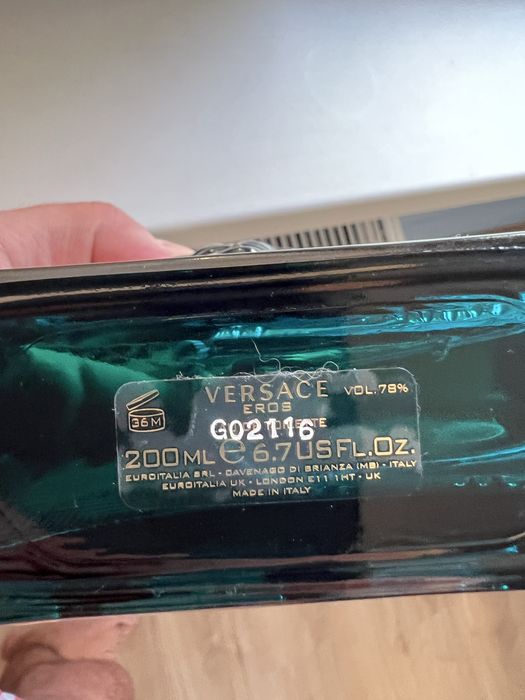 VERSACE VOL.78%
EROS
36M
G02116
200ML e 6.7USFL.OZ.
EUROITALIA SRL - CAVENAGO DI BRIANZA (MB) - ITALY
EUROITALIA UK - LONDON E11 1HT - UK
MADE IN ITALY